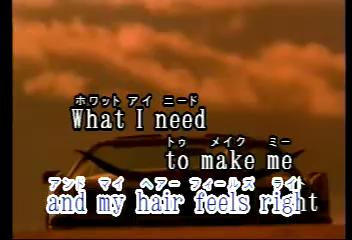 ホワット アイ ニード
What I need
トゥ メイク ミー
to make me
アンド マイ ヘアー フィールズ ライト
and my hair feels right